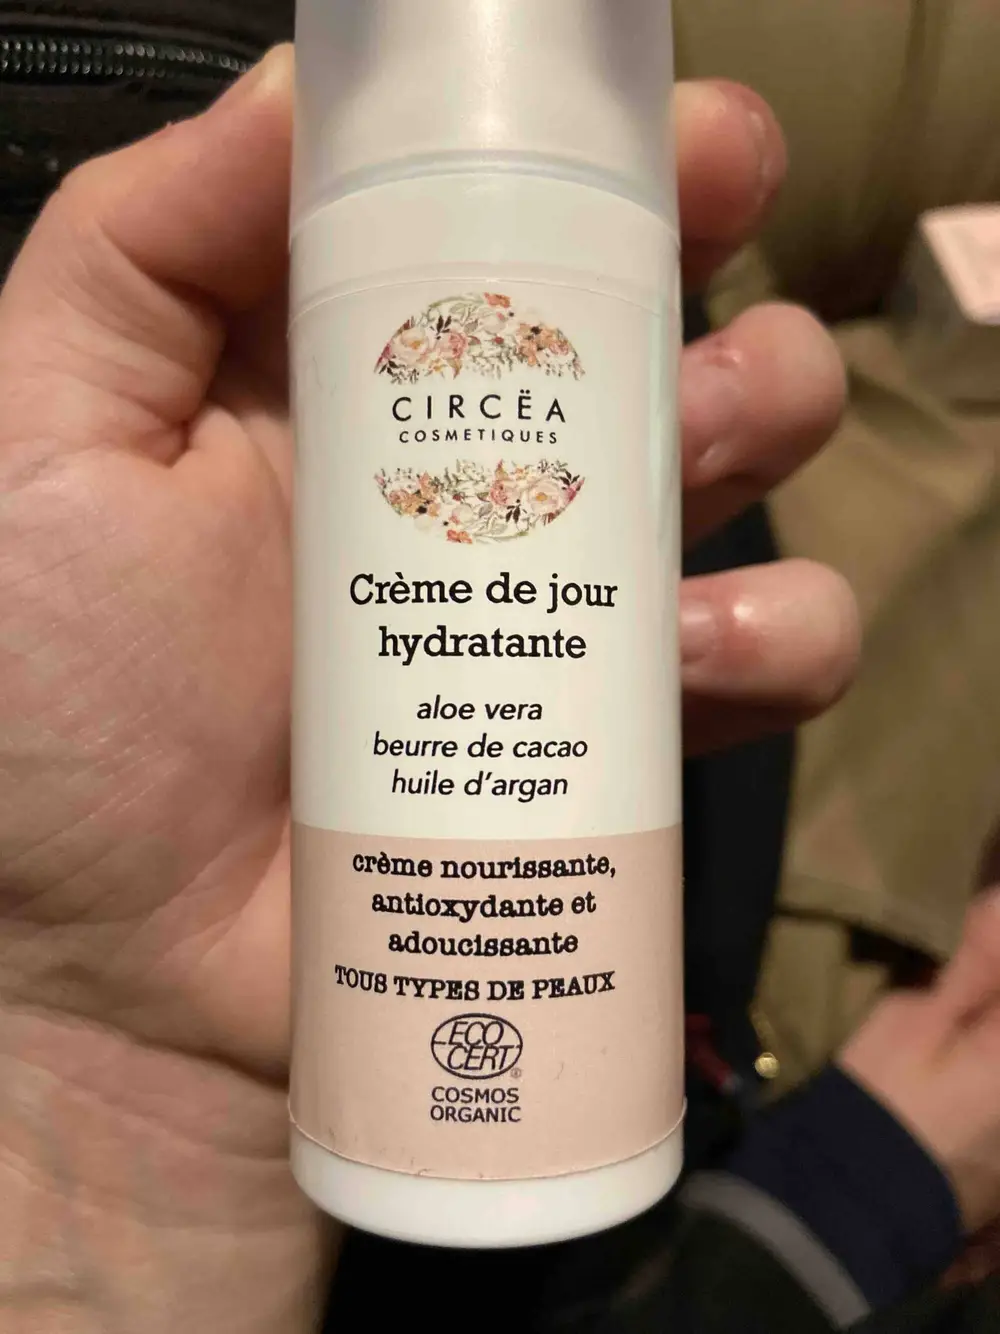 CIRCËA
COSMETIQUES
Crème de jour
hydratante
aloe vera
beurre de cacao
huile d'argan
crème nourissante,
antioxydante et
adoucissante
TOUS TYPES DE PEAUX
ECO
CERT
®
COSMOS
ORGANIC